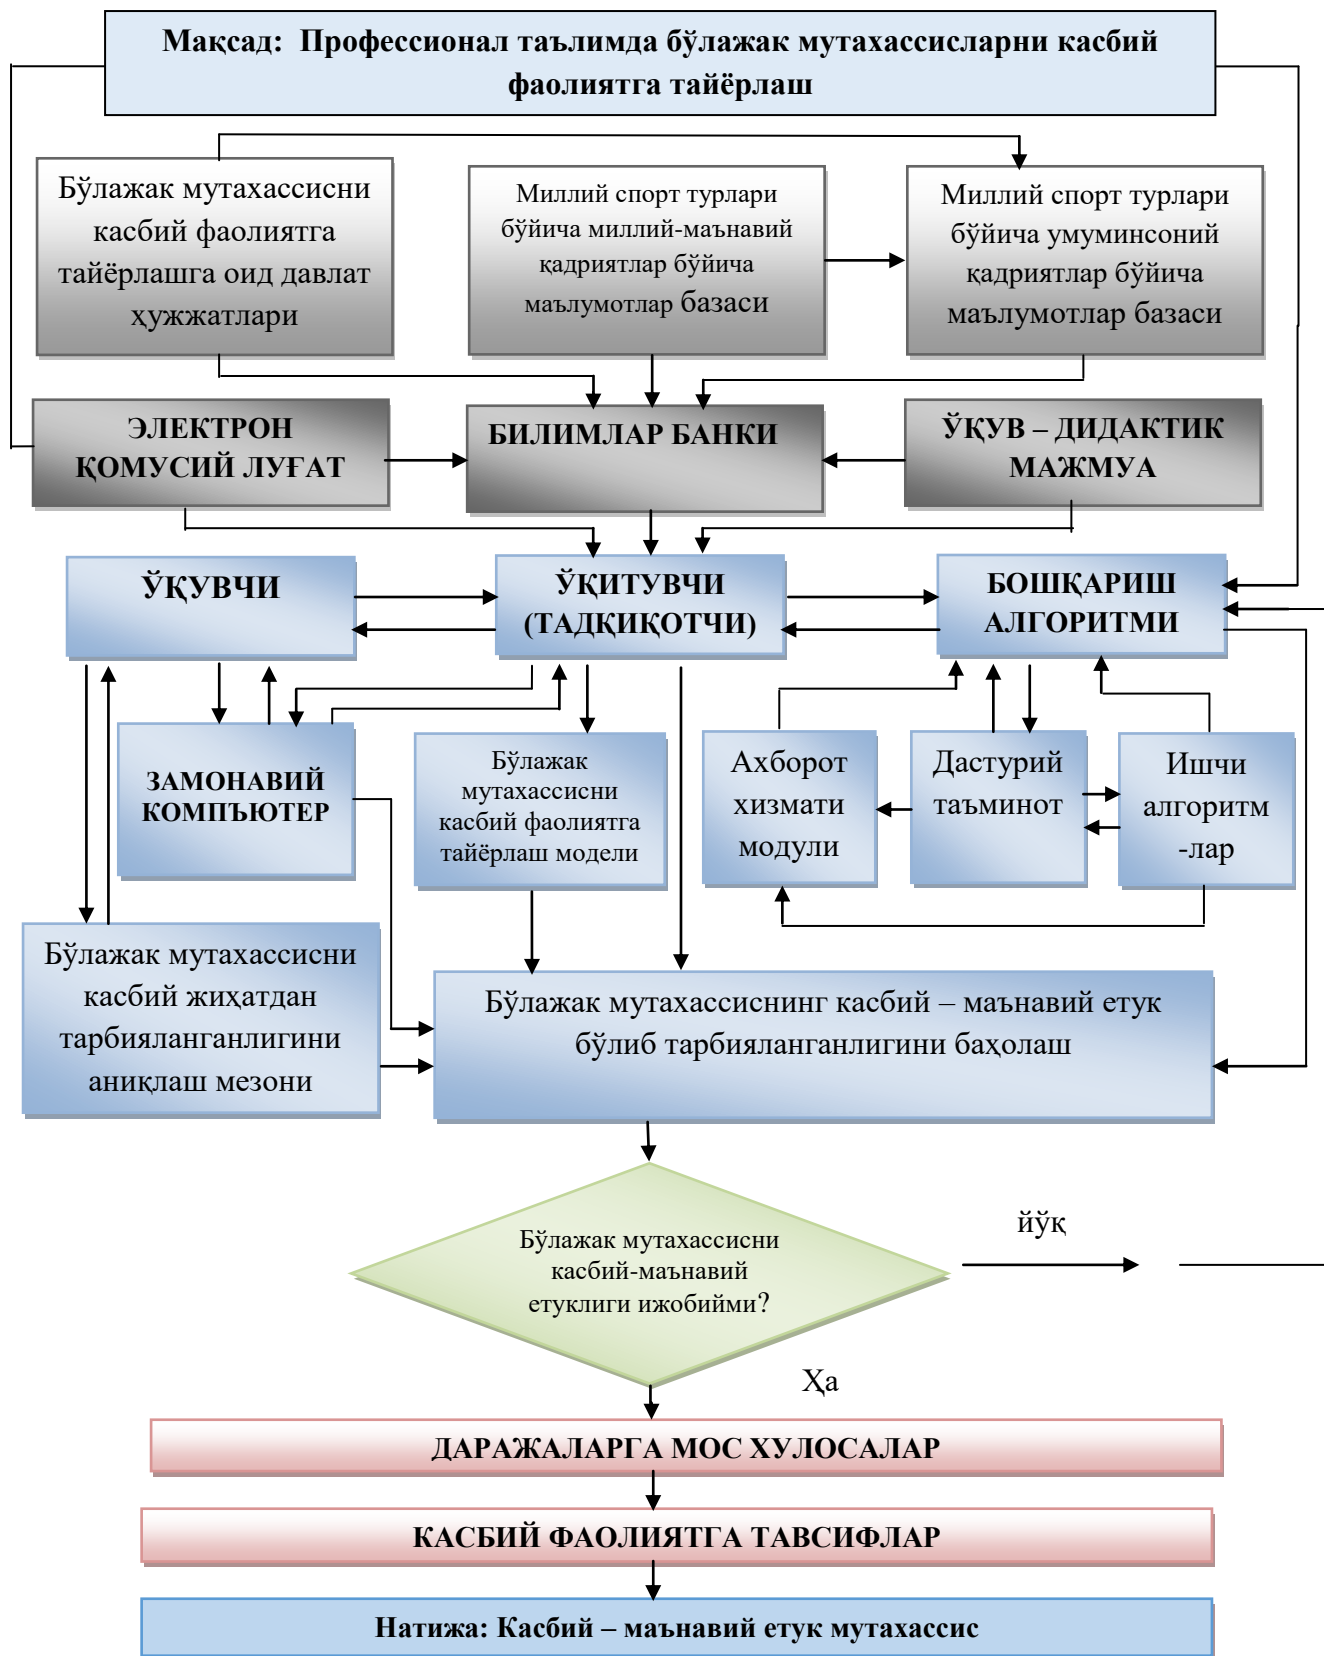 Мақсад: Профессионал таълимда бўлажак мутахассисларни касбий
фаолиятга тайёрлаш
Бўлажак мутахассисни
касбий фаолиятга
тайёрлашга оид давлат
ҳужжатлари
Миллий спорт турлари
бўйича миллий-маънавий
қадриятлар бўйича
маълумотлар базаси
Миллий спорт турлари
бўйича умуминсоний
қадриятлар бўйича
маълумотлар базаси
ЭЛЕКТРОН
ҚОМУСИЙ ЛУҒАТ
БИЛИМЛАР БАНКИ
ЎҚУВ – ДИДАКТИК
МАЖМУА
ЎҚУВЧИ
ЎҚИТУВЧИ
(ТАДҚИҚОТЧИ)
БОШҚАРИШ
АЛГОРИТМИ
ЗАМОНАВИЙ
КОМПЪЮТЕР
Бўлажак
мутахассисни
касбий фаолиятга
тайёрлаш модели
Ахборот
хизмати
модули
Дастурий
таъминот
Ишчи
алгоритм
-лар
Бўлажак мутахассисни
касбий жиҳатдан
тарбияланганлигини
аниқлаш мезони
Бўлажак мутахассиснинг касбий – маънавий етук
бўлиб тарбияланганлигини баҳолаш
Бўлажак мутахассисни
касбий-маънавий
етуклиги ижобийми?
йўқ
Ҳа
ДАРАЖАЛАРГА МОС ХУЛОСАЛАР
КАСБИЙ ФАОЛИЯТГА ТАВСИФЛАР
Натижа: Касбий – маънавий етук мутахассис